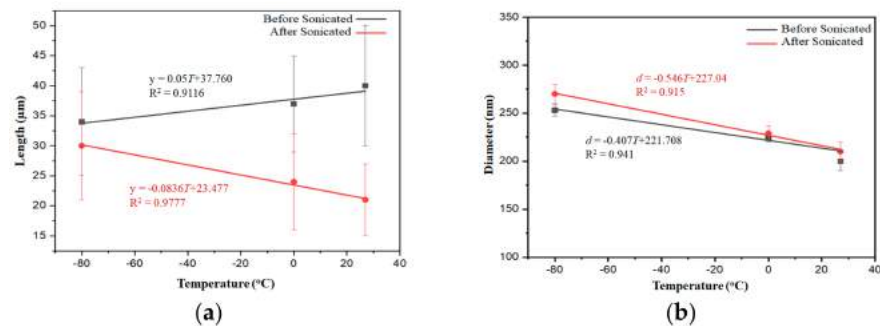 Before Sonicated
After Sonicated
50
45
40
35
30
25
20
15
Length (µm)
y = 0.05T+37.760
R² = 0.9116
y = -0.0836T+23.477
R² = 0.9777
-80
-60
-40
-20
0
20
40
Temperature (°C)
(a)
Before Sonicated
After Sonicated
350
300
250
200
150
100
Diameter (nm)
d = -0.546T+227.04
R² = 0.915
d = -0.407T+221.708
R² = 0.941
-80
-60
-40
-20
0
20
40
Temperature (°C)
(b)